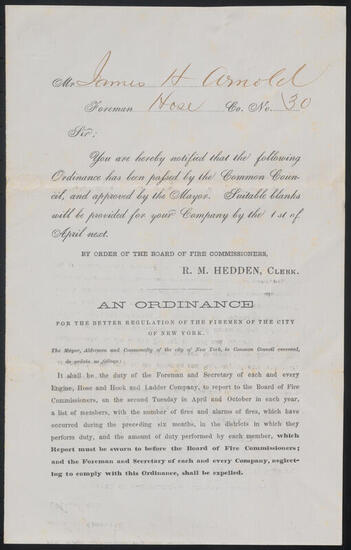 Mr James H Arnold
Foreman Hose Co. No. 30
Sir;
You are hereby notified that the following
Ordinance has been paſsed by the Common Coun-
cil, and approved by the Mayor. Suitable blanks
will be provided for your Company by the 1st of
April next.
BY ORDER OF THE BOARD OF FIRE COMMISSIONERS,
R. M. HEDDEN, Clerk.
AN ORDINANCE
FOR THE BETTER REGULATION OF THE FIREMEN OF THE CITY
OF NEW YORK.
The Mayor, Aldermen and Commonalty of the city of New York, in Common Council convened,
do ordain as follows:
It shall be the duty of the Foreman and Secretary of each and every
Engine, Hose and Hook and Ladder Company, to report to the Board of Fire
Commissioners, on the second Tuesday in April and October in each year,
a list of members, with the number of fires and alarms of fires, which have
occurred during the preceding six months, in the districts in which they
perform duty, and the amount of duty performed by each member, which
Report must be sworn to before the Board of Fire Commissioners;
and the Foreman and Secretary of each and every Company, neglect-
ing to comply with this Ordinance, shall be expelled.